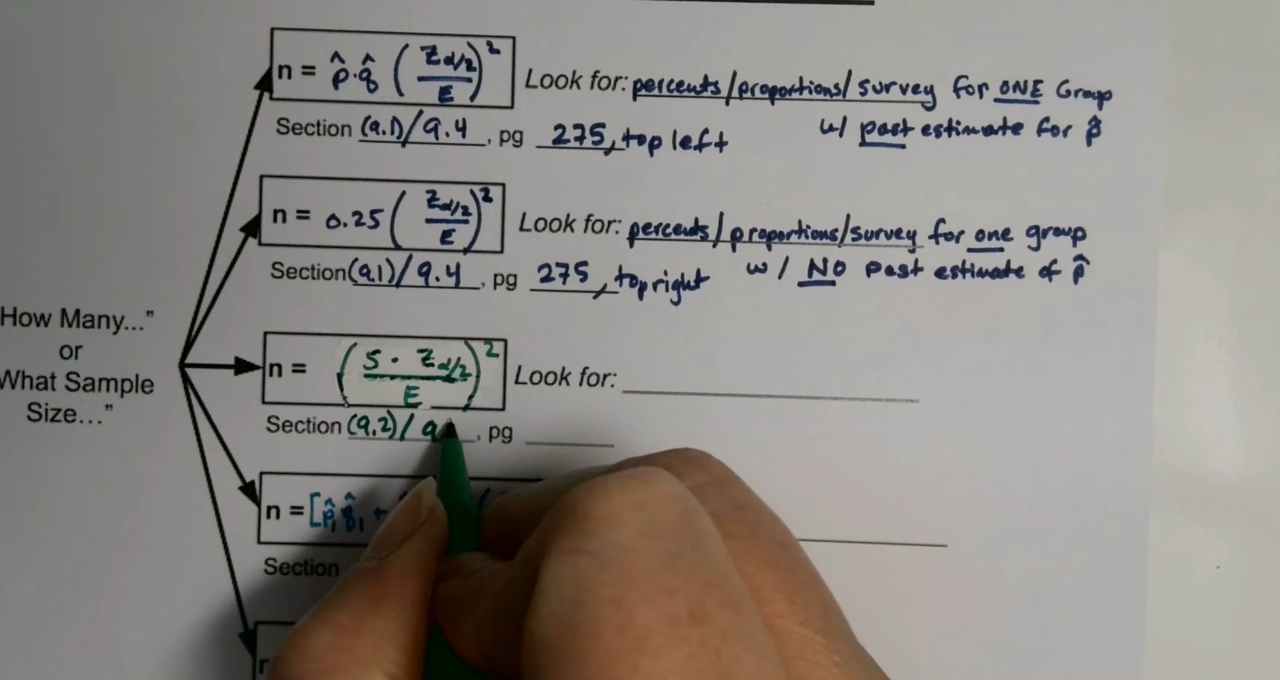 n = p̂·q̂ (Zα/2 / E)² Look for: percents/proportions/survey for ONE Group
w/ past estimate for p̂
Section (9.1)/9.4, pg 275, top left
n = 0.25 (Zα/2 / E)² Look for: percents/proportions/survey for one group
w/ NO past estimate of p̂
Section (9.1)/9.4, pg 275, top right
How Many..."
or
What Sample
Size..."
n = (S · Zα/2 / E)² Look for:
Section (9.2)/9, pg
n = [p̂₁q̂₁ +
Section